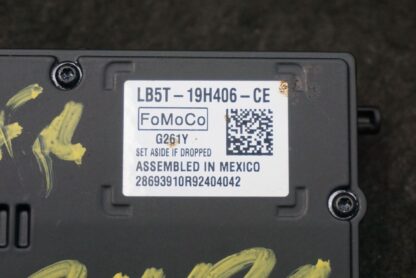 LB5T-19H406-CE
FoMoCo
G261Y
SET ASIDE IF DROPPED
ASSEMBLED IN MEXICO
28693910R92404042